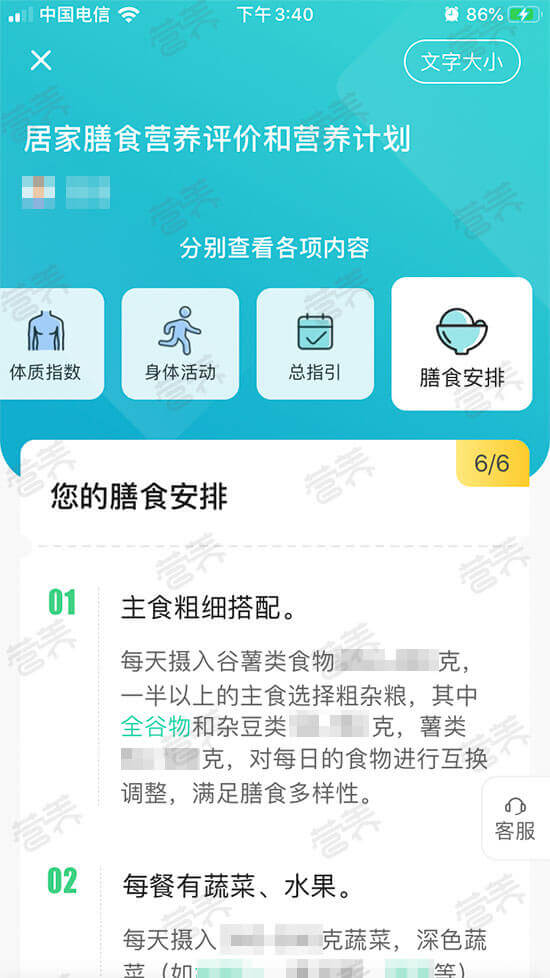 中国电信
下午3:40
86%
文字大小
居家膳食营养评价和营养计划
分别查看各项内容
体质指数
身体活动
总指引
膳食安排
6/6
您的膳食安排
01
主食粗细搭配。
每天摄入谷薯类食物 克，
一半以上的主食选择粗杂粮，其中
全谷物和杂豆类 克，薯类
克，对每日的食物进行互换
调整，满足膳食多样性。
客服
02
每餐有蔬菜、水果。
每天摄入 克蔬菜，深色蔬
菜（如 等）
营养